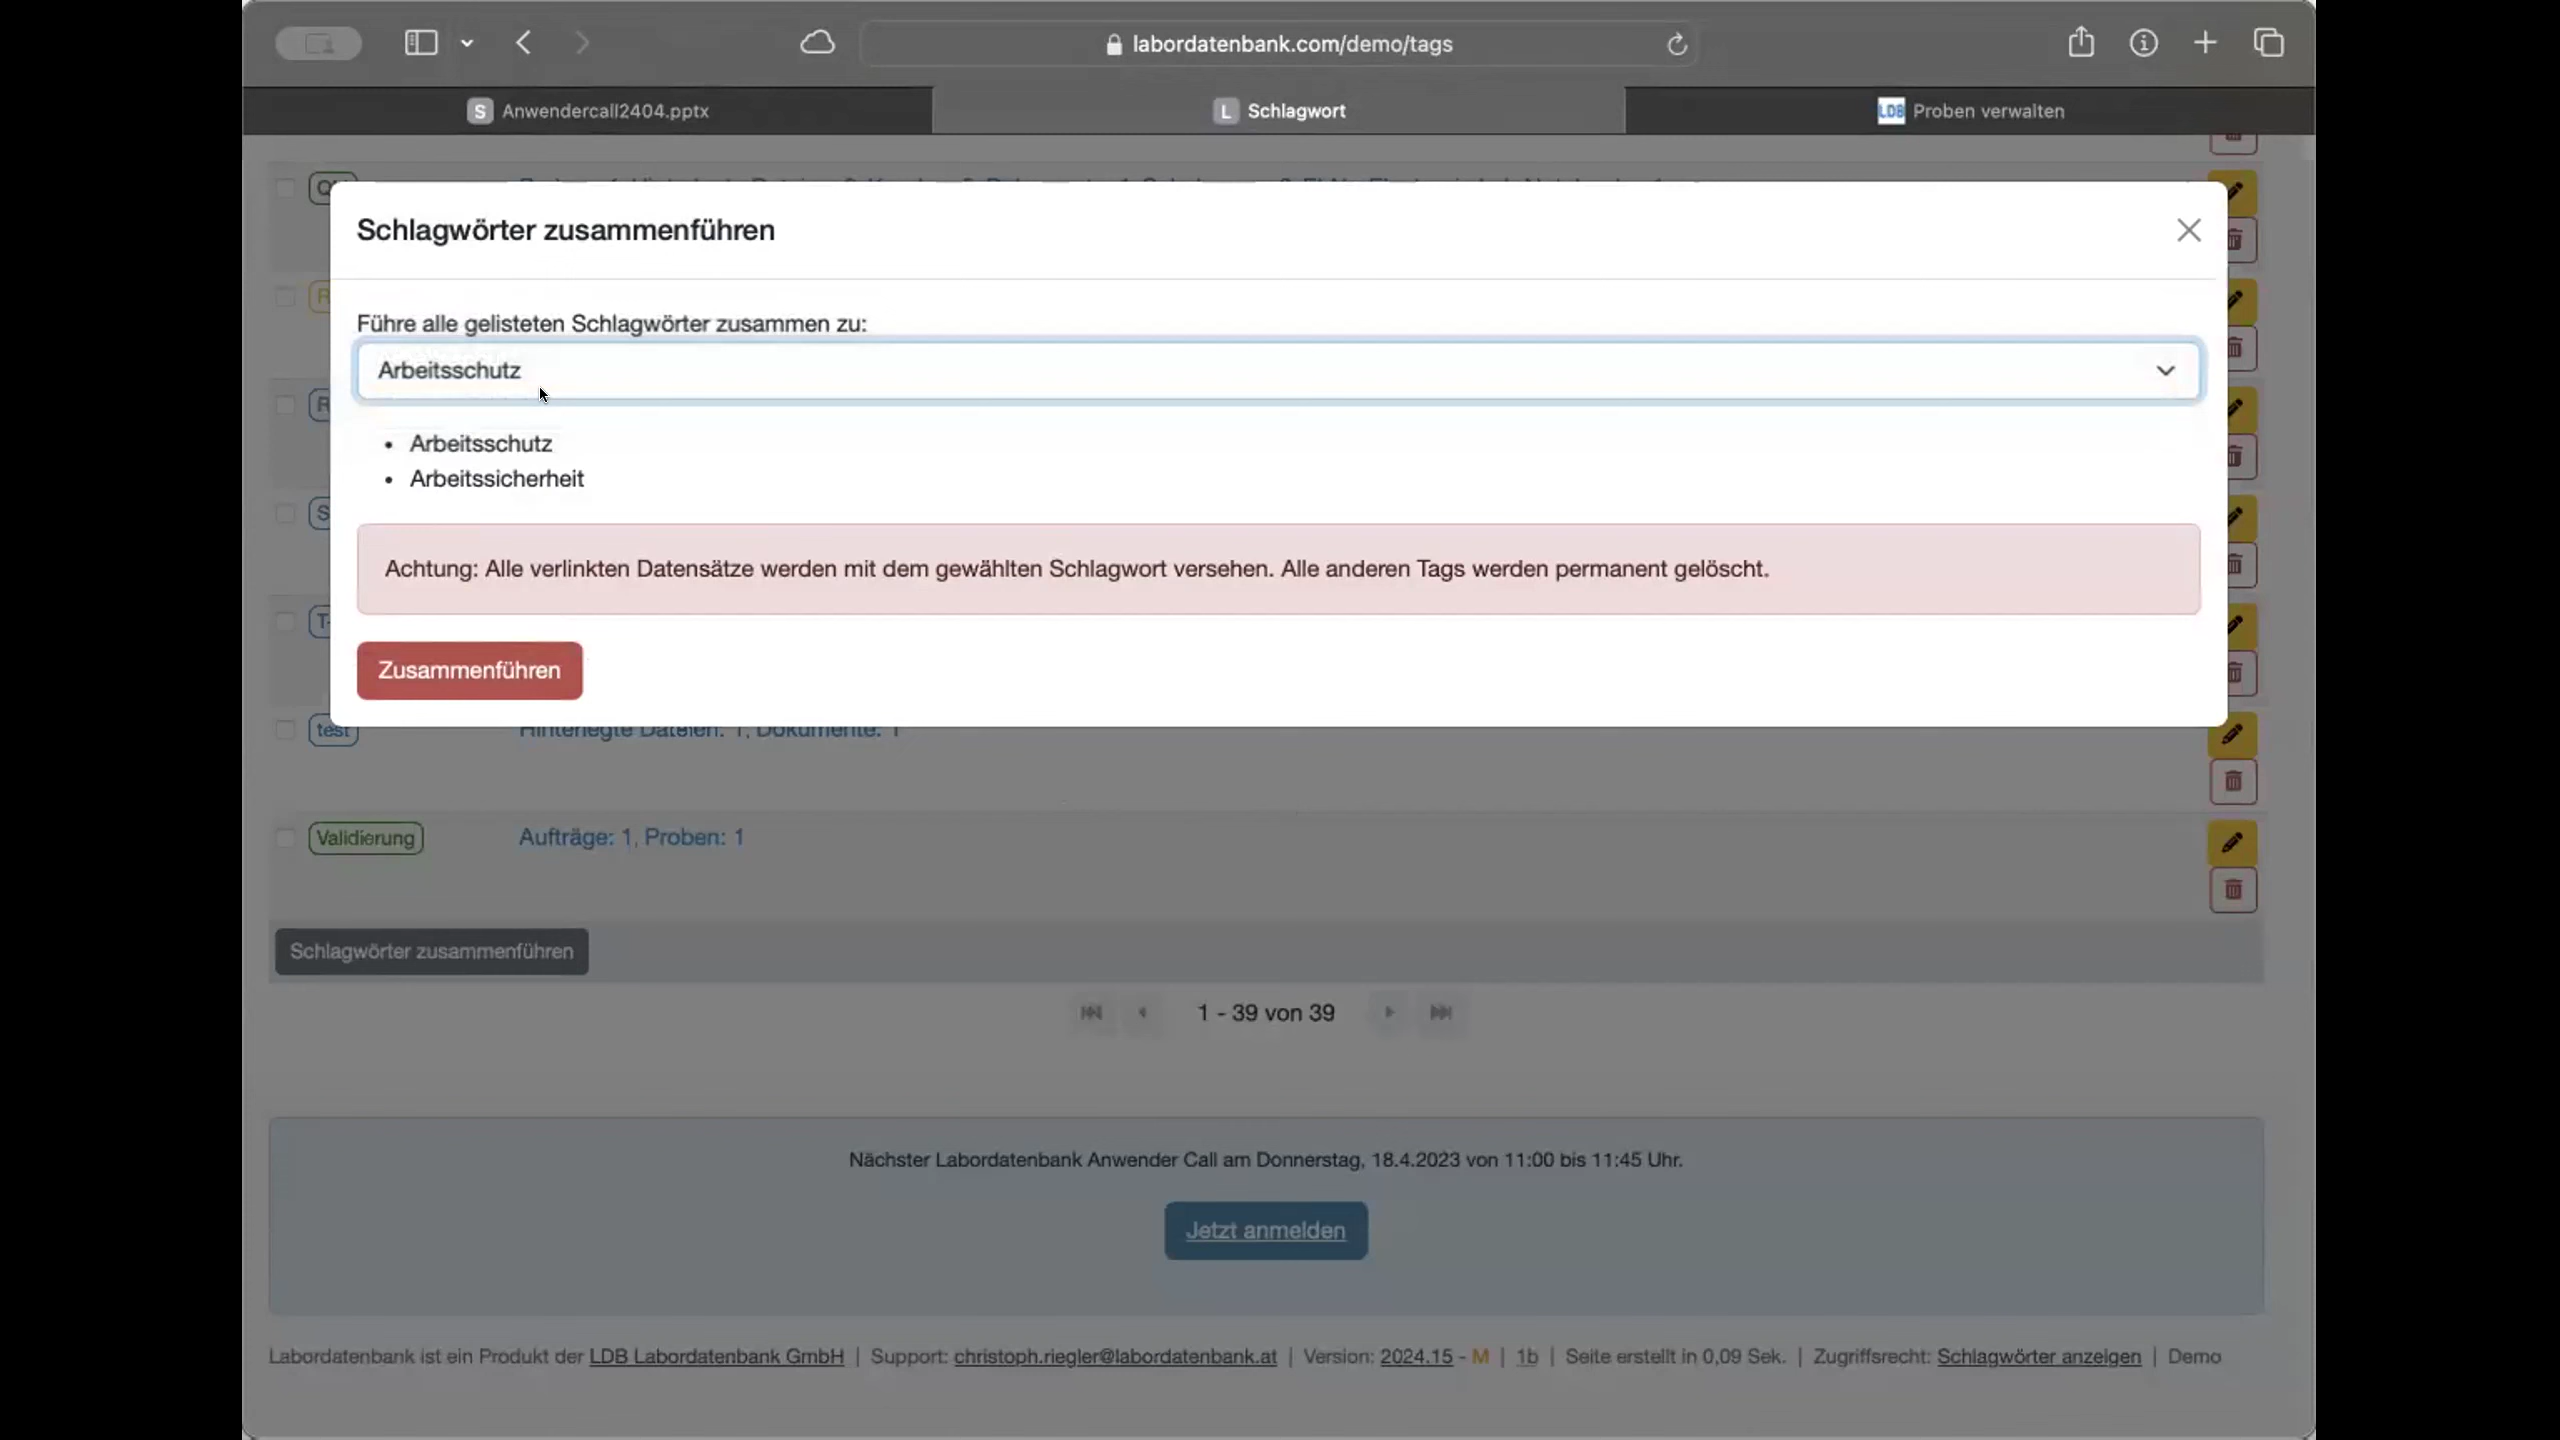 labordatenbank.com/demo/tags
S Anwendercall2404.pptx
L Schlagwort
LDB Proben verwalten
Schlagwörter zusammenführen
Führe alle gelisteten Schlagwörter zusammen zu:
Arbeitsschutz
• Arbeitsschutz
• Arbeitssicherheit
Achtung: Alle verlinkten Datensätze werden mit dem gewählten Schlagwort versehen. Alle anderen Tags werden permanent gelöscht.
Zusammenführen
test Hinterlegte Dateien: 1, Dokumente: 1
Validierung Aufträge: 1, Proben: 1
Schlagwörter zusammenführen
1 - 39 von 39
Nächster Labordatenbank Anwender Call am Donnerstag, 18.4.2023 von 11:00 bis 11:45 Uhr.
Jetzt anmelden
Labordatenbank ist ein Produkt der LDB Labordatenbank GmbH | Support: christoph.riegler@labordatenbank.at | Version: 2024.15 - M | 1b | Seite erstellt in 0,09 Sek. | Zugriffsrecht: Schlagwörter anzeigen | Demo